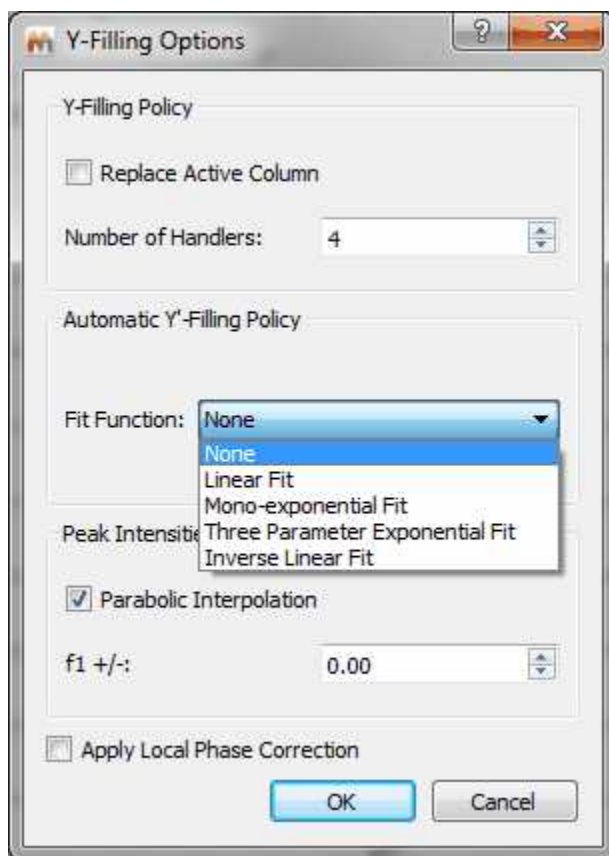 Y-Filling Options
Y-Filling Policy
Replace Active Column
Number of Handlers: 4
Automatic Y'-Filling Policy
Fit Function: None
None
Linear Fit
Mono-exponential Fit
Three Parameter Exponential Fit
Inverse Linear Fit
Peak Intensitie
Parabolic Interpolation
f1 +/-: 0.00
Apply Local Phase Correction
OK Cancel